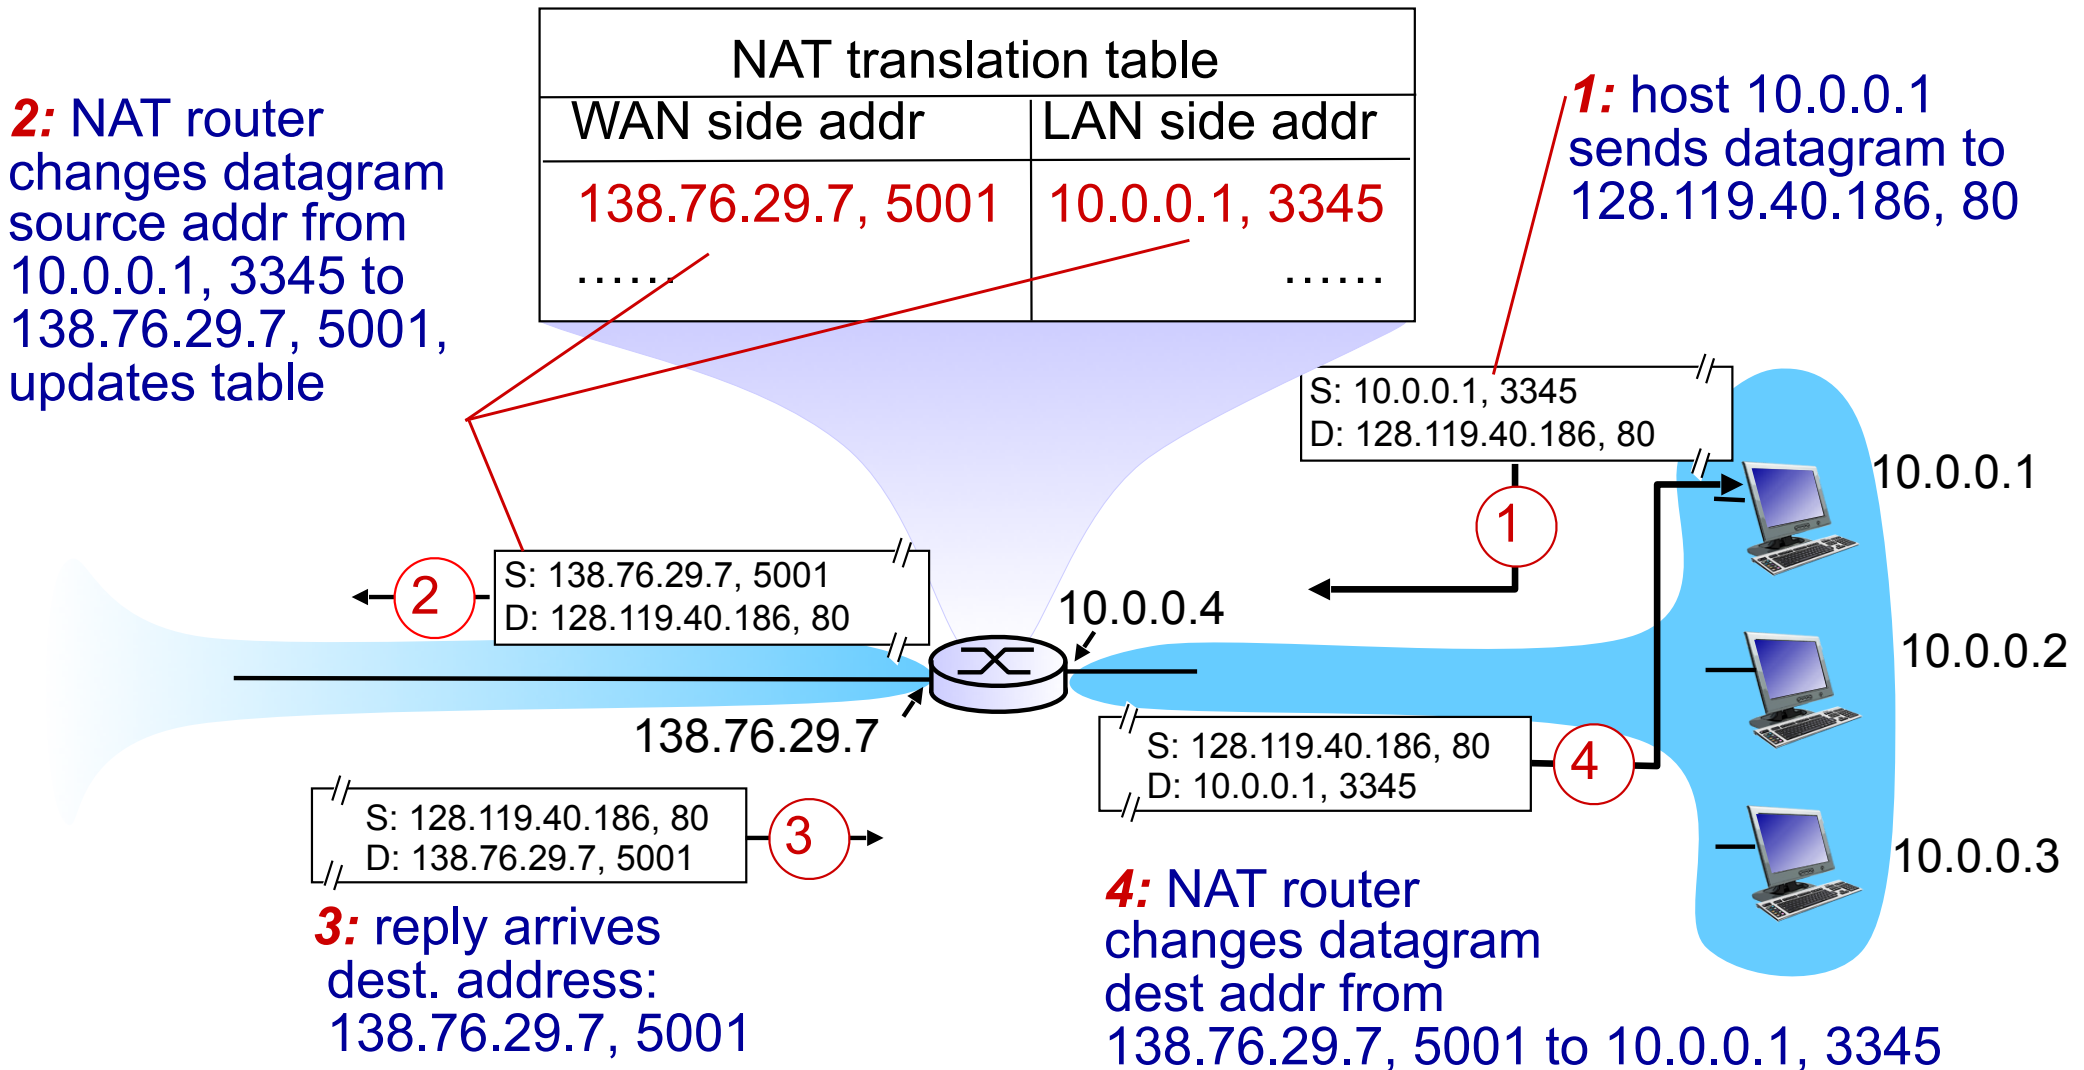 NAT translation table
WAN side addr
LAN side addr
138.76.29.7, 5001
10.0.0.1, 3345
......
......
2: NAT router
changes datagram
source addr from
10.0.0.1, 3345 to
138.76.29.7, 5001,
updates table
1: host 10.0.0.1
sends datagram to
128.119.40.186, 80
S: 10.0.0.1, 3345
D: 128.119.40.186, 80
1
10.0.0.1
S: 138.76.29.7, 5001
D: 128.119.40.186, 80
2
10.0.0.4
138.76.29.7
10.0.0.2
S: 128.119.40.186, 80
D: 10.0.0.1, 3345
4
S: 128.119.40.186, 80
D: 138.76.29.7, 5001
3
10.0.0.3
3: reply arrives
dest. address:
138.76.29.7, 5001
4: NAT router
changes datagram
dest addr from
138.76.29.7, 5001 to 10.0.0.1, 3345